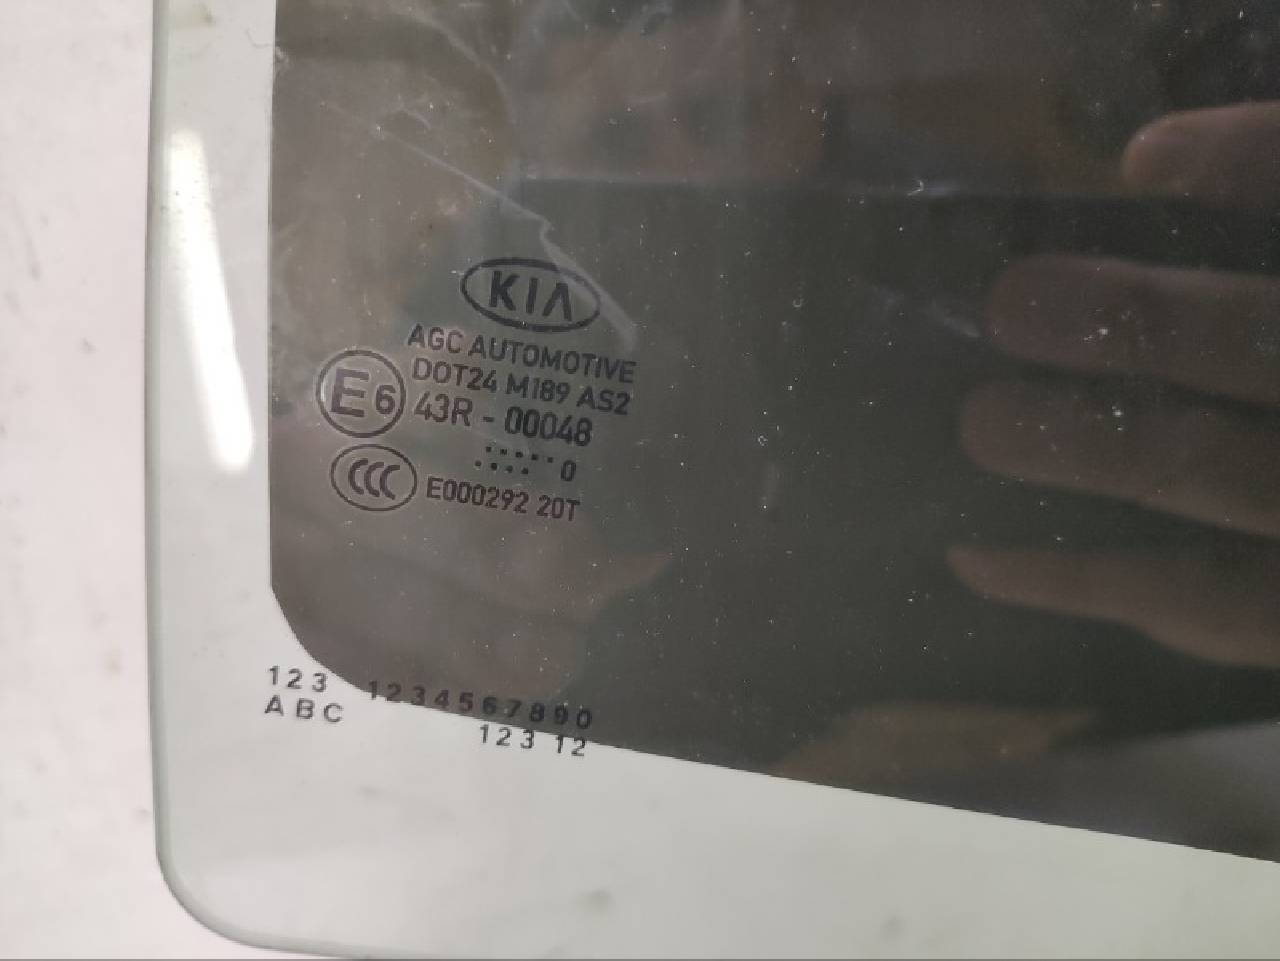 KIA
AGC AUTOMOTIVE
DOT24 M189 AS2
E6 43R - 00048
..... 0
....
CCC E000292 20T
123 1234567890
ABC
123 12